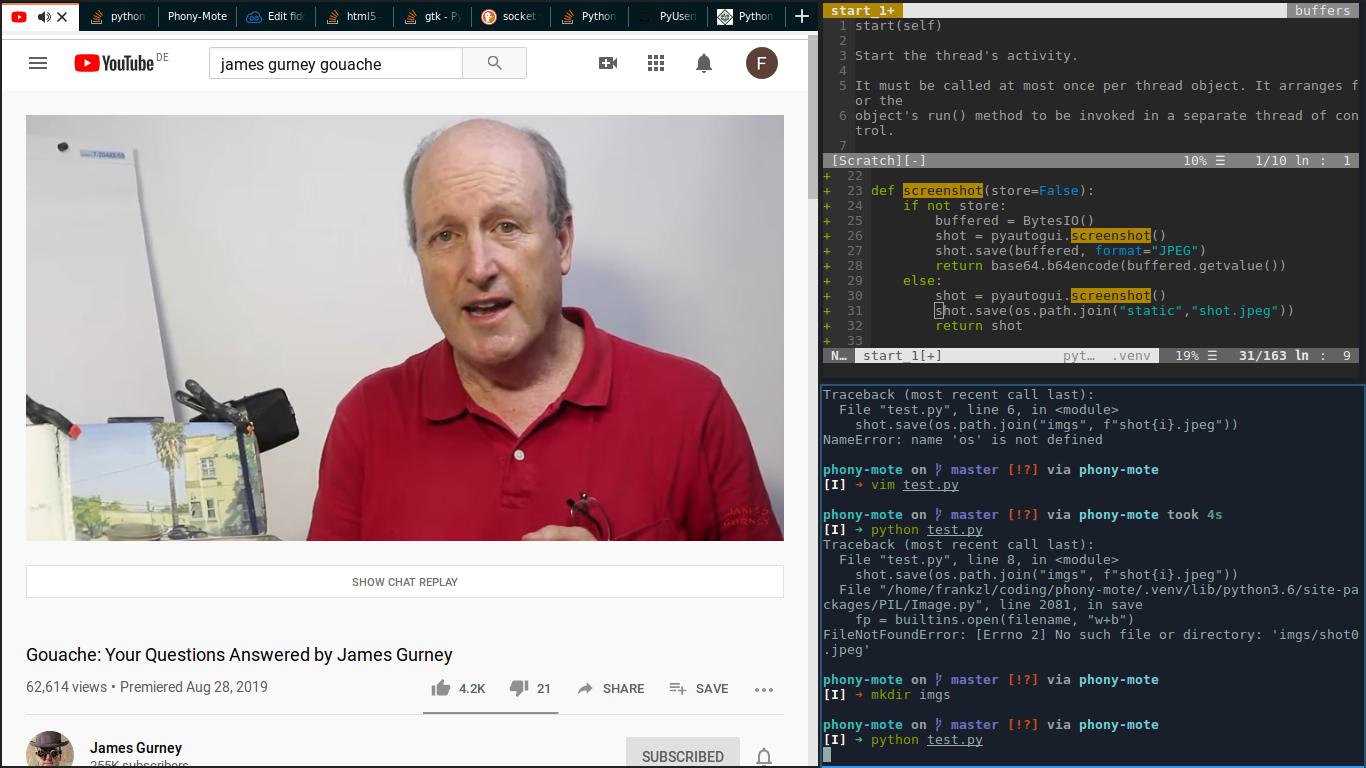 python
Phony-Mote
Edit fid
html5 -
gtk - Py
socket
Python
PyUser
Python
YouTube DE
james gurney gouache
F
JAMES
GURNEY
SHOW CHAT REPLAY
Gouache: Your Questions Answered by James Gurney
62,614 views • Premiered Aug 28, 2019
4.2K
21
SHARE
SAVE
James Gurney
255K subscribers
SUBSCRIBED
start_1+ buffers
1 start(self)
2
3 Start the thread's activity.
4
5 It must be called at most once per thread object. It arranges f
or the
6 object's run() method to be invoked in a separate thread of con
trol.
7
[Scratch][-] 10% ☰ 1/10 ln : 1
+ 22
+ 23 def screenshot(store=False):
+ 24 if not store:
+ 25 buffered = BytesIO()
+ 26 shot = pyautogui.screenshot()
+ 27 shot.save(buffered, format="JPEG")
+ 28 return base64.b64encode(buffered.getvalue())
+ 29 else:
+ 30 shot = pyautogui.screenshot()
+ 31 shot.save(os.path.join("static","shot.jpeg"))
+ 32 return shot
+ 33
N… start_1[+] pyt… .venv 19% ☰ 31/163 ln : 9
Traceback (most recent call last):
File "test.py", line 6, in <module>
shot.save(os.path.join("imgs", f"shot{i}.jpeg"))
NameError: name 'os' is not defined
phony-mote on master [!?] via phony-mote
[I] ➜ vim test.py
phony-mote on master [!?] via phony-mote took 4s
[I] ➜ python test.py
Traceback (most recent call last):
File "test.py", line 8, in <module>
shot.save(os.path.join("imgs", f"shot{i}.jpeg"))
File "/home/frankzl/coding/phony-mote/.venv/lib/python3.6/site-pa
ckages/PIL/Image.py", line 2081, in save
fp = builtins.open(filename, "w+b")
FileNotFoundError: [Errno 2] No such file or directory: 'imgs/shot0
.jpeg'
phony-mote on master [!?] via phony-mote
[I] ➜ mkdir imgs
phony-mote on master [!?] via phony-mote
[I] ➜ python test.py